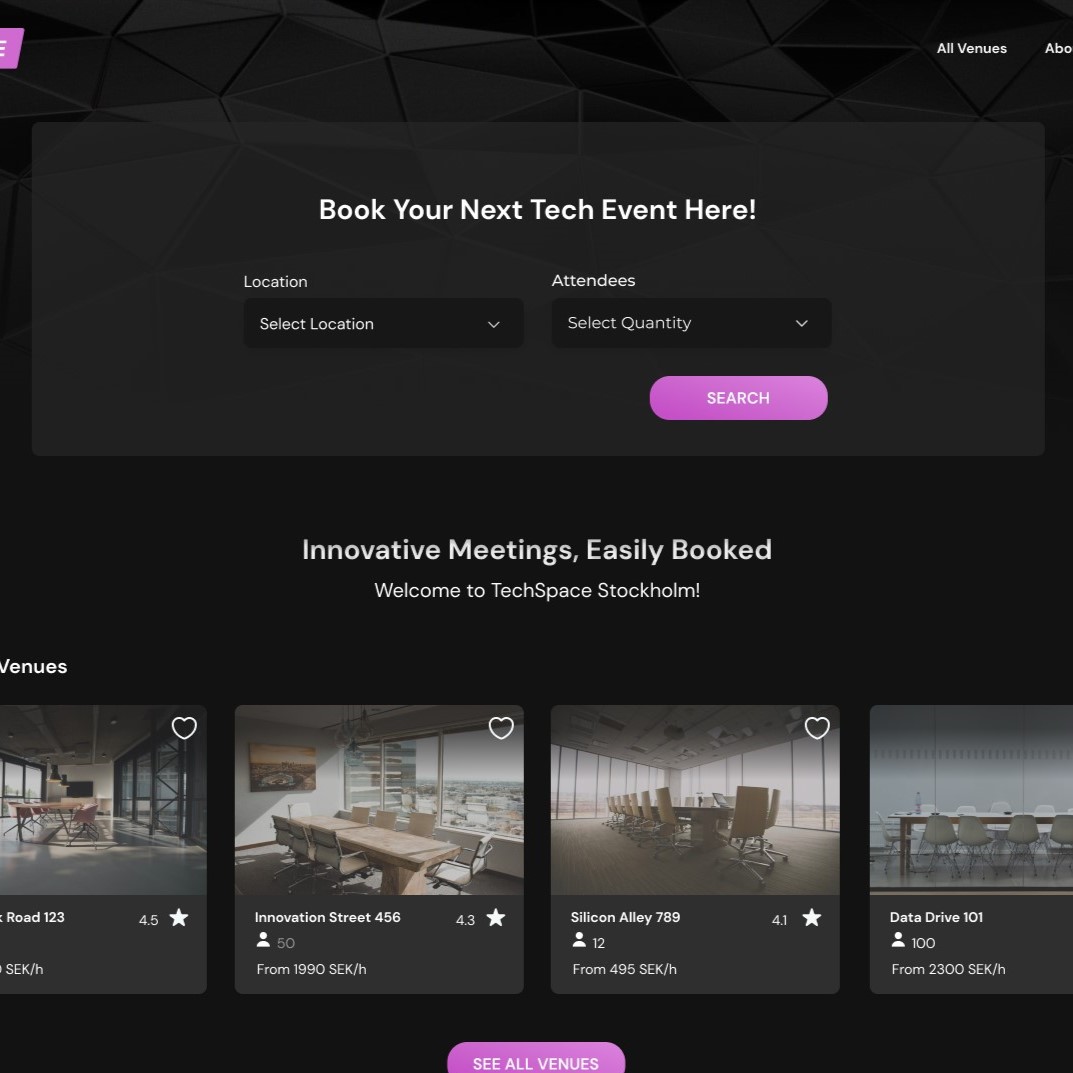 E
All Venues
Book Your Next Tech Event Here!
Location
Attendees
Select Location
Select Quantity
SEARCH
Innovative Meetings, Easily Booked
Welcome to TechSpace Stockholm!
Venues
Road 123
4.5
SEK/h
Innovation Street 456
4.3
50
From 1990 SEK/h
Silicon Alley 789
4.1
12
From 495 SEK/h
Data Drive 101
100
From 2300 SEK/h
SEE ALL VENUES